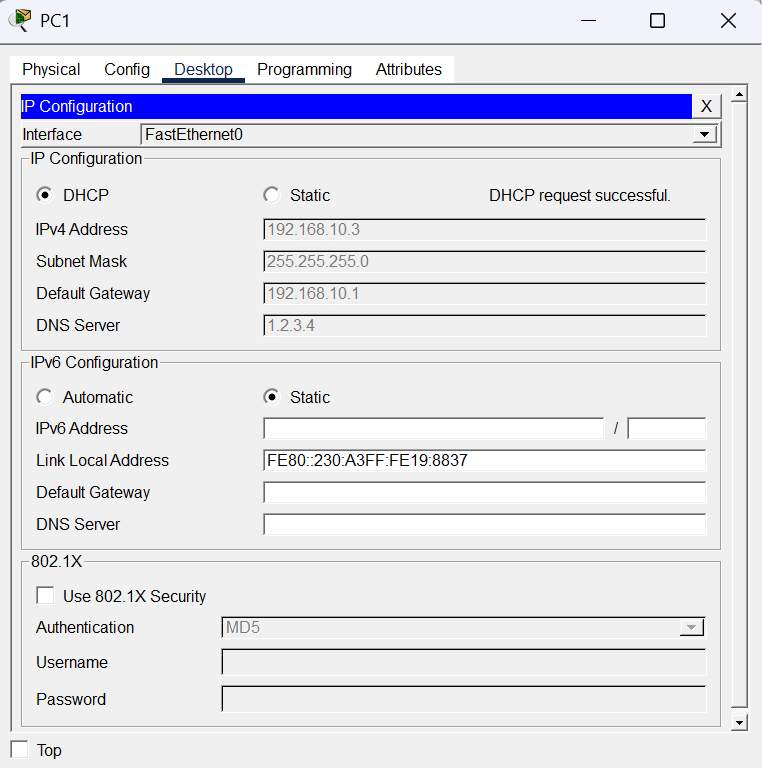 PC1
Physical Config Desktop Programming Attributes
IP Configuration X
Interface FastEthernet0
IP Configuration
DHCP Static DHCP request successful.
IPv4 Address 192.168.10.3
Subnet Mask 255.255.255.0
Default Gateway 192.168.10.1
DNS Server 1.2.3.4
IPv6 Configuration
Automatic Static
IPv6 Address /
Link Local Address FE80::230:A3FF:FE19:8837
Default Gateway
DNS Server
802.1X
Use 802.1X Security
Authentication MD5
Username
Password
Top